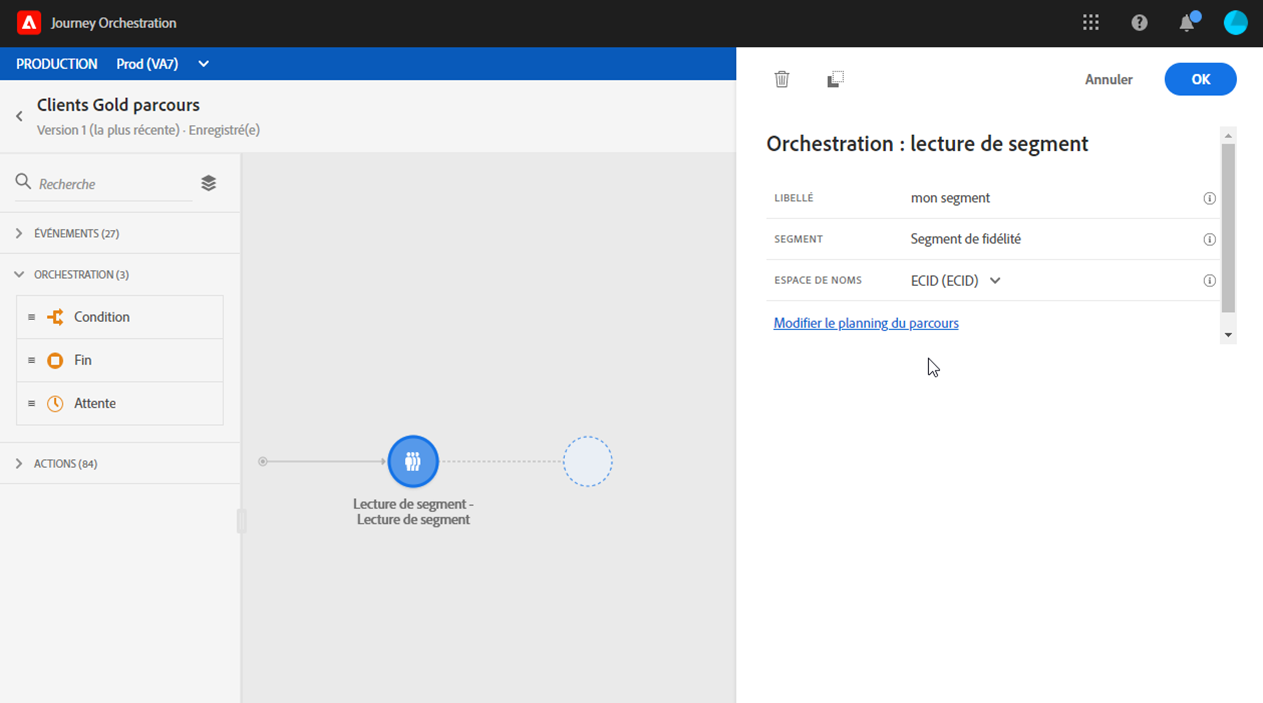 Journey Orchestration
PRODUCTION Prod (VA7)
Clients Gold parcours
Version 1 (la plus récente) · Enregistré(e)
Recherche
ÉVÉNEMENTS (27)
ORCHESTRATION (3)
Condition
Fin
Attente
ACTIONS (84)
Lecture de segment -
Lecture de segment
Annuler OK
Orchestration : lecture de segment
LIBELLÉ mon segment
SEGMENT Segment de fidélité
ESPACE DE NOMS ECID (ECID)
Modifier le planning du parcours